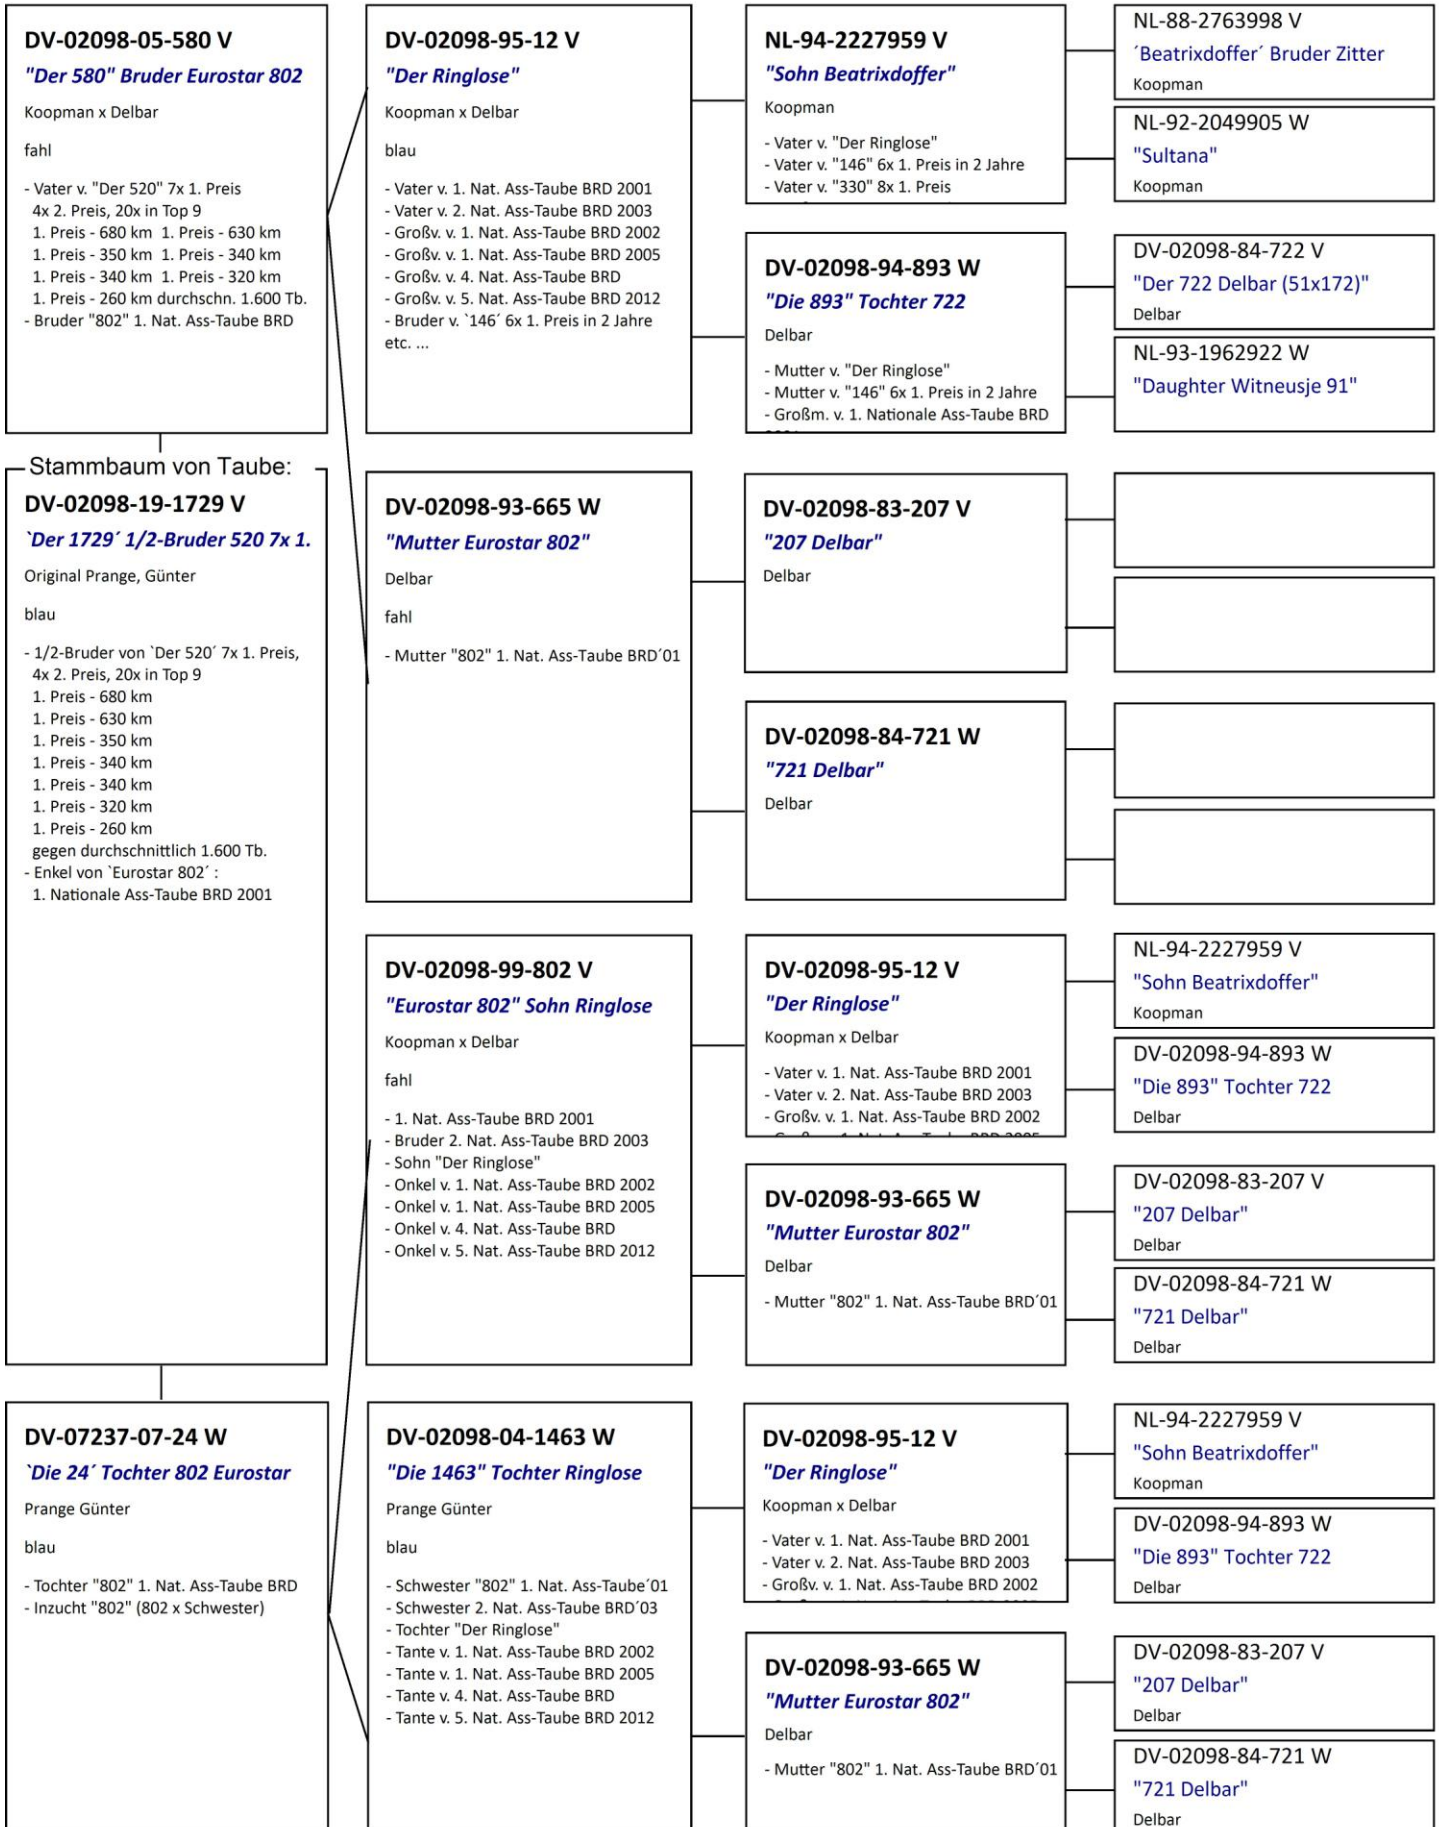 DV-02098-05-580 V
"Der 580" Bruder Eurostar 802
Koopman x Delbar
fahl
- Vater v. "Der 520" 7x 1. Preis
4x 2. Preis, 20x in Top 9
1. Preis - 680 km 1. Preis - 630 km
1. Preis - 350 km 1. Preis - 340 km
1. Preis - 340 km 1. Preis - 320 km
1. Preis - 260 km durchschn. 1.600 Tb.
- Bruder "802" 1. Nat. Ass-Taube BRD
Stammbaum von Taube:
DV-02098-19-1729 V
`Der 1729´ 1/2-Bruder 520 7x 1.
Original Prange, Günter
blau
- 1/2-Bruder von `Der 520´ 7x 1. Preis,
4x 2. Preis, 20x in Top 9
1. Preis - 680 km
1. Preis - 630 km
1. Preis - 350 km
1. Preis - 340 km
1. Preis - 340 km
1. Preis - 320 km
1. Preis - 260 km
gegen durchschnittlich 1.600 Tb.
- Enkel von `Eurostar 802´ :
1. Nationale Ass-Taube BRD 2001
DV-07237-07-24 W
`Die 24´ Tochter 802 Eurostar
Prange Günter
blau
- Tochter "802" 1. Nat. Ass-Taube BRD
- Inzucht "802" (802 x Schwester)
DV-02098-95-12 V
"Der Ringlose"
Koopman x Delbar
blau
- Vater v. 1. Nat. Ass-Taube BRD 2001
- Vater v. 2. Nat. Ass-Taube BRD 2003
- Großv. v. 1. Nat. Ass-Taube BRD 2002
- Großv. v. 1. Nat. Ass-Taube BRD 2005
- Großv. v. 4. Nat. Ass-Taube BRD
- Großv. v. 5. Nat. Ass-Taube BRD 2012
- Bruder v. `146´ 6x 1. Preis in 2 Jahre
etc. ...
DV-02098-93-665 W
"Mutter Eurostar 802"
Delbar
fahl
- Mutter "802" 1. Nat. Ass-Taube BRD´01
DV-02098-99-802 V
"Eurostar 802" Sohn Ringlose
Koopman x Delbar
fahl
- 1. Nat. Ass-Taube BRD 2001
- Bruder 2. Nat. Ass-Taube BRD 2003
- Sohn "Der Ringlose"
- Onkel v. 1. Nat. Ass-Taube BRD 2002
- Onkel v. 1. Nat. Ass-Taube BRD 2005
- Onkel v. 4. Nat. Ass-Taube BRD
- Onkel v. 5. Nat. Ass-Taube BRD 2012
DV-02098-04-1463 W
"Die 1463" Tochter Ringlose
Prange Günter
blau
- Schwester "802" 1. Nat. Ass-Taube´01
- Schwester 2. Nat. Ass-Taube BRD´03
- Tochter "Der Ringlose"
- Tante v. 1. Nat. Ass-Taube BRD 2002
- Tante v. 1. Nat. Ass-Taube BRD 2005
- Tante v. 4. Nat. Ass-Taube BRD
- Tante v. 5. Nat. Ass-Taube BRD 2012
NL-94-2227959 V
"Sohn Beatrixdoffer"
Koopman
- Vater v. "Der Ringlose"
- Vater v. "146" 6x 1. Preis in 2 Jahre
- Vater v. "330" 8x 1. Preis
DV-02098-94-893 W
"Die 893" Tochter 722
Delbar
- Mutter v. "Der Ringlose"
- Mutter v. "146" 6x 1. Preis in 2 Jahre
- Großm. v. 1. Nationale Ass-Taube BRD
DV-02098-83-207 V
"207 Delbar"
Delbar
DV-02098-84-721 W
"721 Delbar"
Delbar
DV-02098-95-12 V
"Der Ringlose"
Koopman x Delbar
- Vater v. 1. Nat. Ass-Taube BRD 2001
- Vater v. 2. Nat. Ass-Taube BRD 2003
- Großv. v. 1. Nat. Ass-Taube BRD 2002
DV-02098-93-665 W
"Mutter Eurostar 802"
Delbar
- Mutter "802" 1. Nat. Ass-Taube BRD´01
DV-02098-95-12 V
"Der Ringlose"
Koopman x Delbar
- Vater v. 1. Nat. Ass-Taube BRD 2001
- Vater v. 2. Nat. Ass-Taube BRD 2003
- Großv. v. 1. Nat. Ass-Taube BRD 2002
DV-02098-93-665 W
"Mutter Eurostar 802"
Delbar
- Mutter "802" 1. Nat. Ass-Taube BRD´01
NL-88-2763998 V
´Beatrixdoffer´ Bruder Zitter
Koopman
NL-92-2049905 W
"Sultana"
Koopman
DV-02098-84-722 V
"Der 722 Delbar (51x172)"
Delbar
NL-93-1962922 W
"Daughter Witneusje 91"
NL-94-2227959 V
"Sohn Beatrixdoffer"
Koopman
DV-02098-94-893 W
"Die 893" Tochter 722
Delbar
DV-02098-83-207 V
"207 Delbar"
Delbar
DV-02098-84-721 W
"721 Delbar"
Delbar
NL-94-2227959 V
"Sohn Beatrixdoffer"
Koopman
DV-02098-94-893 W
"Die 893" Tochter 722
Delbar
DV-02098-83-207 V
"207 Delbar"
Delbar
DV-02098-84-721 W
"721 Delbar"
Delbar